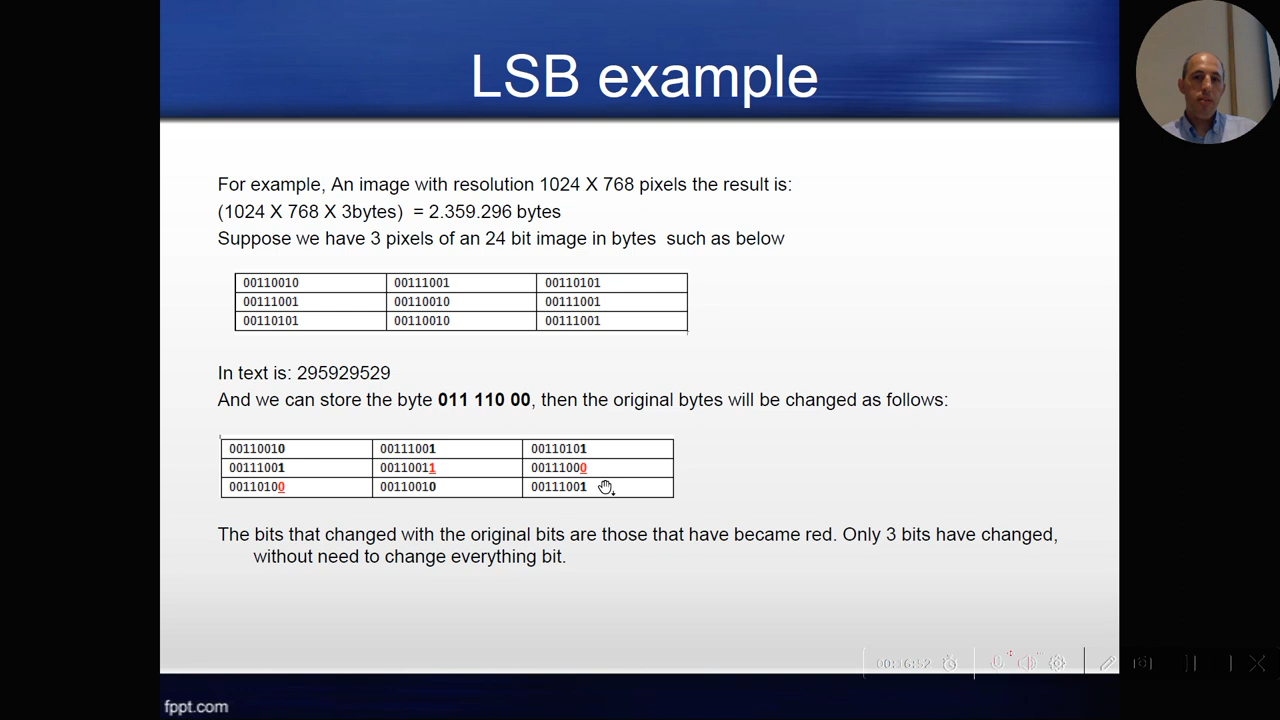 LSB example
For example, An image with resolution 1024 X 768 pixels the result is:
(1024 X 768 X 3bytes)  = 2.359.296 bytes
Suppose we have 3 pixels of an 24 bit image in bytes  such as below
00110010 00111001 00110101
00111001 00110010 00111001
00110101 00110010 00111001
In text is: 295929529
And we can store the byte 011 110 00, then the original bytes will be changed as follows:
00110010 00111001 00110101
00111001 00110011 00111000
00110100 00110010 00111001
The bits that changed with the original bits are those that have became red. Only 3 bits have changed,
without need to change everything bit.
00:16:52
fppt.com